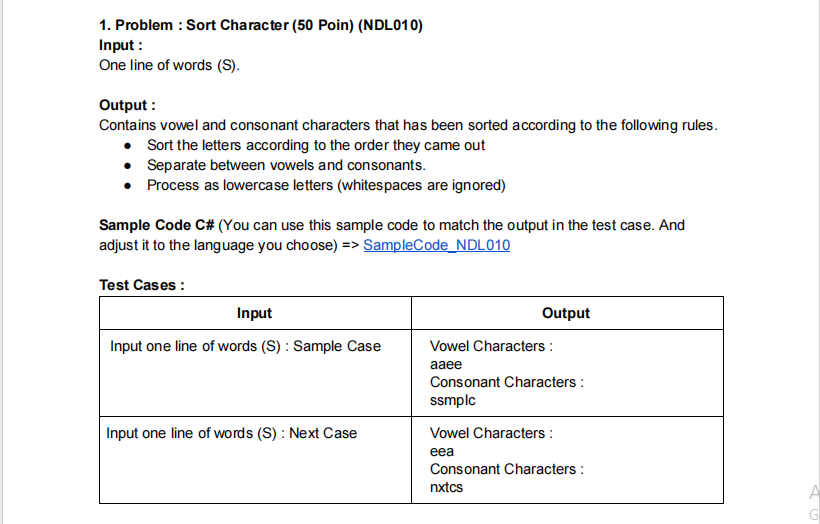 1. Problem : Sort Character (50 Poin) (NDL010)
Input :
One line of words (S).
Output :
Contains vowel and consonant characters that has been sorted according to the following rules.
● Sort the letters according to the order they came out
● Separate between vowels and consonants.
● Process as lowercase letters (whitespaces are ignored)
Sample Code C# (You can use this sample code to match the output in the test case. And
adjust it to the language you choose) => SampleCode_NDL010
Test Cases :
Input Output
Input one line of words (S) : Sample Case
Vowel Characters :
aaee
Consonant Characters :
ssmplc
Input one line of words (S) : Next Case
Vowel Characters :
eea
Consonant Characters :
nxtcs
A
G